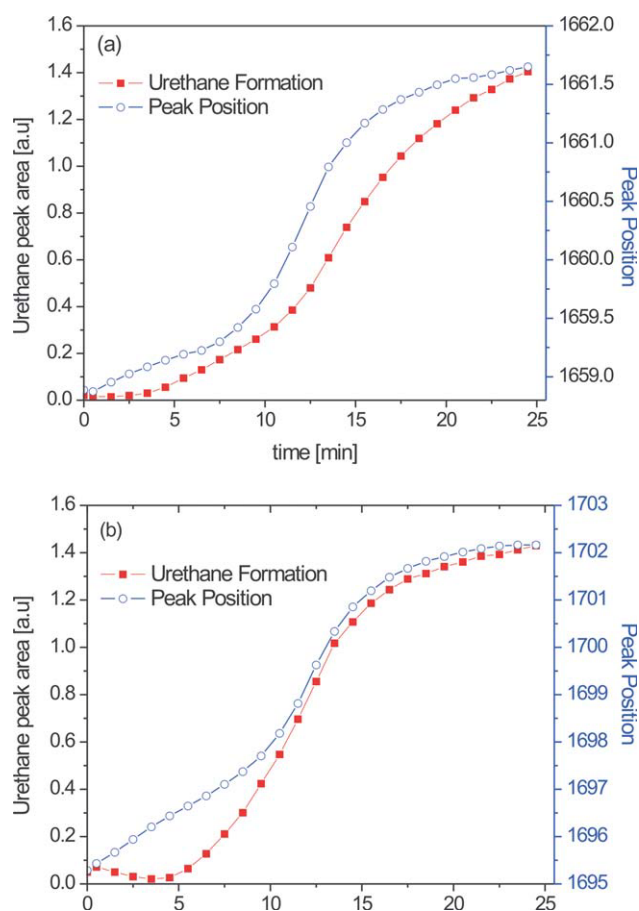 1.6
1.4
1.2
1.0
0.8
0.6
0.4
0.2
0.0
Urethane peak area [a.u]
(a)
Urethane Formation
Peak Position
1662.0
1661.5
1661.0
1660.5
1660.0
1659.5
1659.0
Peak Position
0 5 10 15 20 25
time [min]
1.6
1.4
1.2
1.0
0.8
0.6
0.4
0.2
0.0
Urethane peak area [a.u]
(b)
Urethane Formation
Peak Position
1703
1702
1701
1700
1699
1698
1697
1696
1695
Peak Position
0 5 10 15 20 25